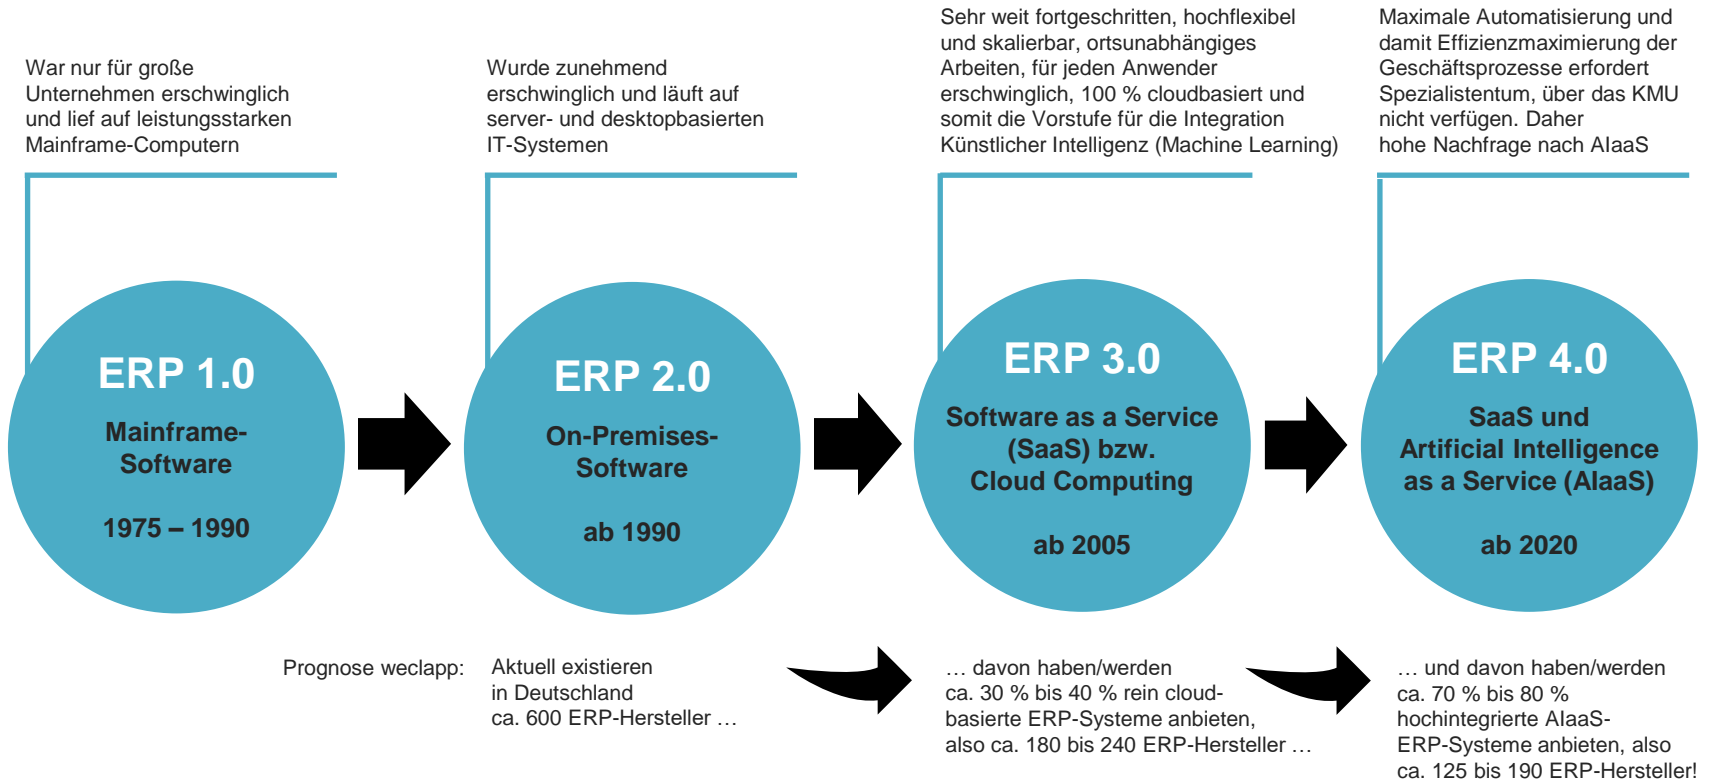 War nur für große
Unternehmen erschwinglich
und lief auf leistungsstarken
Mainframe-Computern
Wurde zunehmend
erschwinglich und läuft auf
server- und desktopbasierten
IT-Systemen
Sehr weit fortgeschritten, hochflexibel
und skalierbar, ortsunabhängiges
Arbeiten, für jeden Anwender
erschwinglich, 100 % cloudbasiert und
somit die Vorstufe für die Integration
Künstlicher Intelligenz (Machine Learning)
Maximale Automatisierung und
damit Effizienzmaximierung der
Geschäftsprozesse erfordert
Spezialistentum, über das KMU
nicht verfügen. Daher
hohe Nachfrage nach AIaaS
ERP 1.0
Mainframe-
Software
1975 – 1990
ERP 2.0
On-Premises-
Software
ab 1990
ERP 3.0
Software as a Service
(SaaS) bzw.
Cloud Computing
ab 2005
ERP 4.0
SaaS und
Artificial Intelligence
as a Service (AIaaS)
ab 2020
Prognose weclapp:
Aktuell existieren
in Deutschland
ca. 600 ERP-Hersteller …
… davon haben/werden
ca. 30 % bis 40 % rein cloud-
basierte ERP-Systeme anbieten,
also ca. 180 bis 240 ERP-Hersteller …
… und davon haben/werden
ca. 70 % bis 80 %
hochintegrierte AIaaS-
ERP-Systeme anbieten, also
ca. 125 bis 190 ERP-Hersteller!